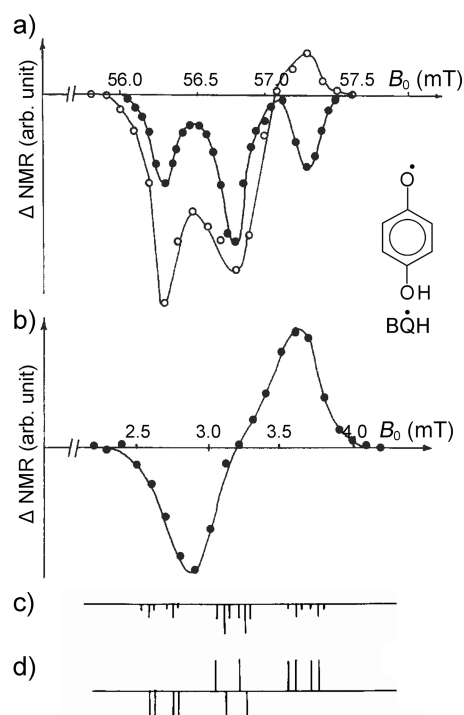 a)
Δ NMR (arb. unit)
56.0 56.5 57.0 57.5 B₀ (mT)
O•
OH
BQ̇H
b)
Δ NMR (arb. unit)
2.5 3.0 3.5 4.0 B₀ (mT)
c)
d)